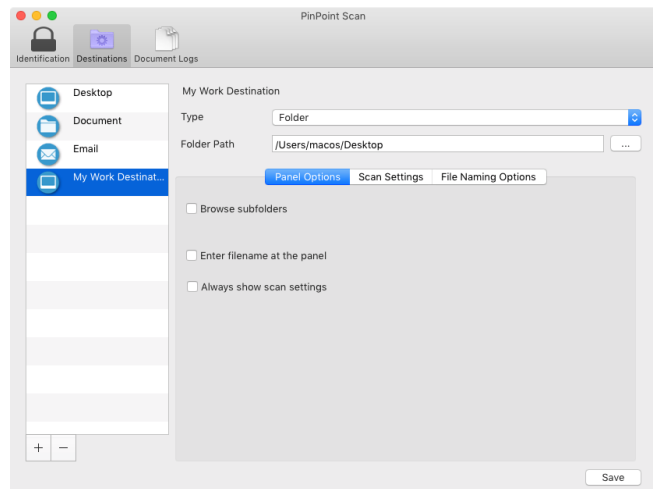 PinPoint Scan
Identification Destinations Document Logs
Desktop
Document
Email
My Work Destinat...
My Work Destination
Type Folder
Folder Path /Users/macos/Desktop ...
Panel Options Scan Settings File Naming Options
Browse subfolders
Enter filename at the panel
Always show scan settings
+ −
Save